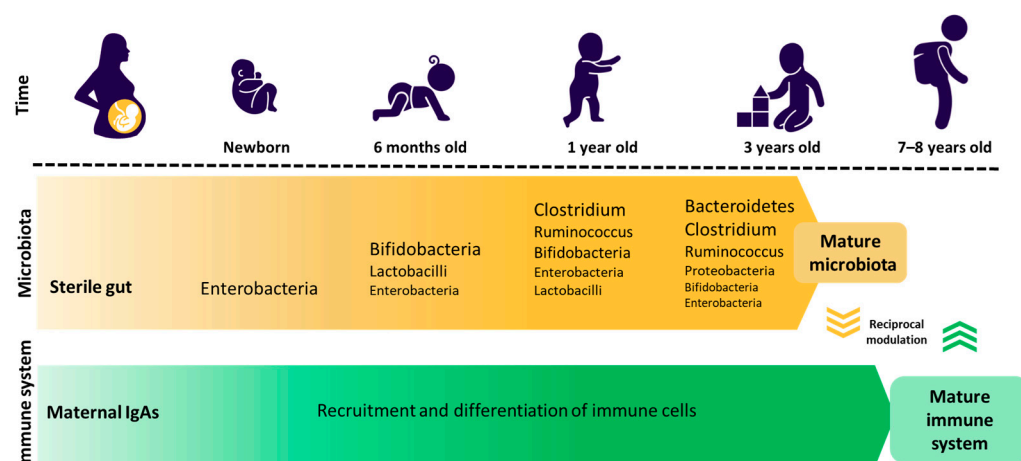 Time
Newborn
6 months old
1 year old
3 years old
7–8 years old
Microbiota
Sterile gut
Enterobacteria
Bifidobacteria
Lactobacilli
Enterobacteria
Clostridium
Ruminococcus
Bifidobacteria
Enterobacteria
Lactobacilli
Bacteroidetes
Clostridium
Ruminococcus
Proteobacteria
Bifidobacteria
Enterobacteria
Mature
microbiota
Reciprocal
modulation
Immune system
Maternal IgAs
Recruitment and differentiation of immune cells
Mature
immune
system